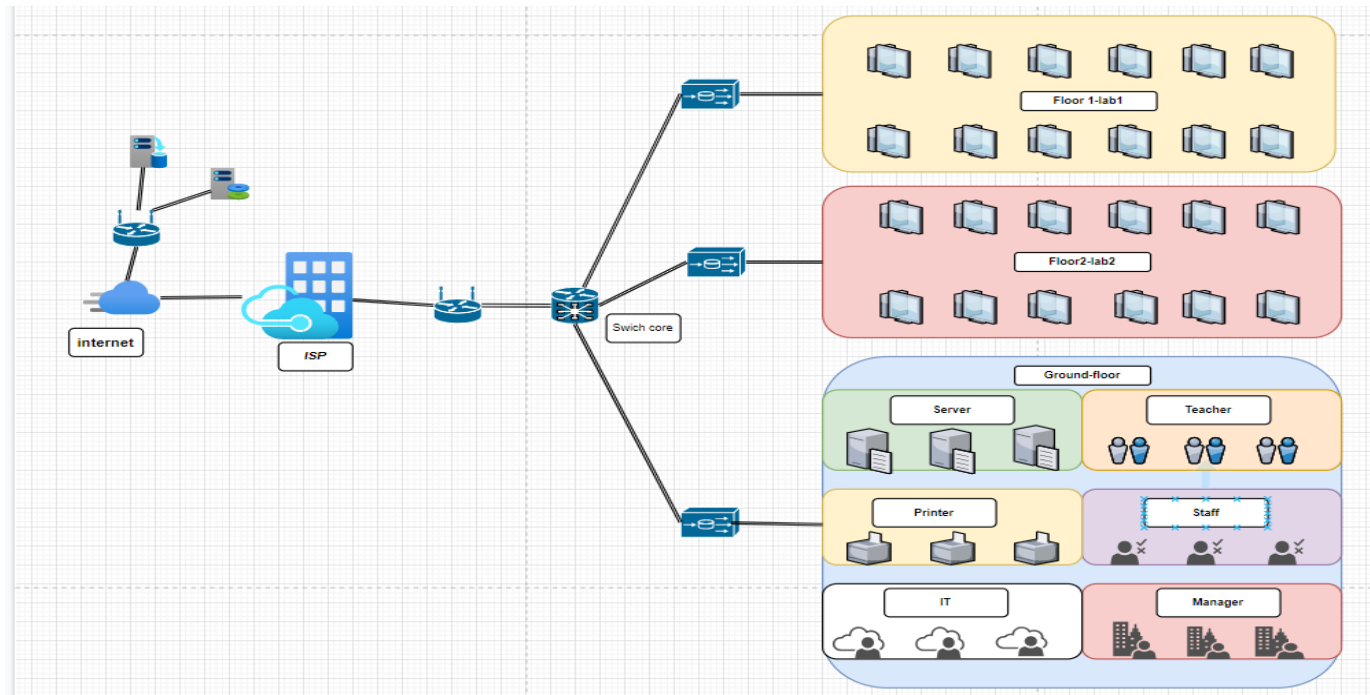 Floor 1-lab1
Floor2-lab2
internet
ISP
Swich core
Ground-floor
Server
Teacher
Printer
Staff
IT
Manager